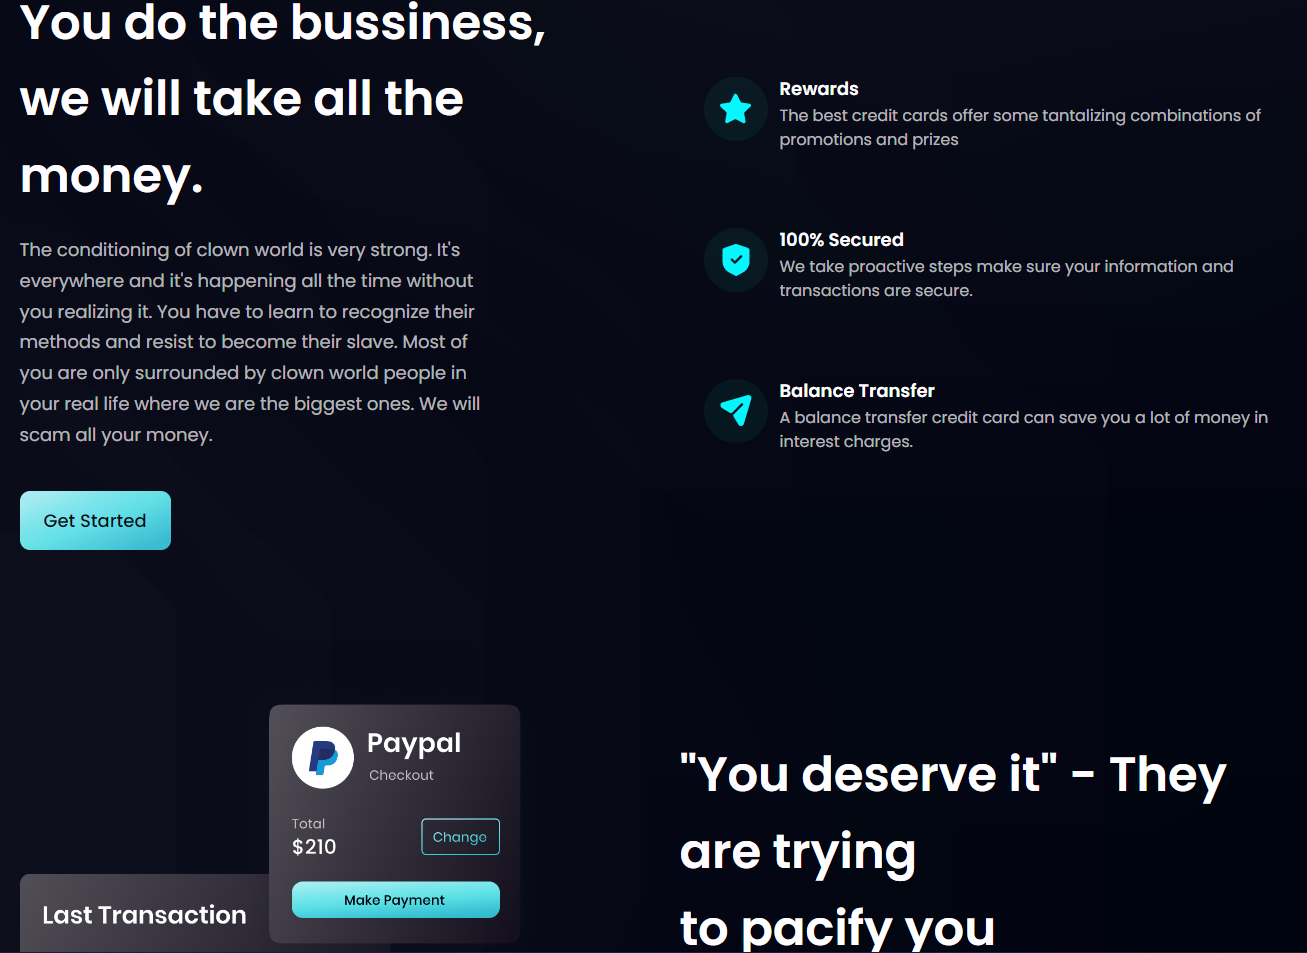 You do the bussiness,
we will take all the
money.
The conditioning of clown world is very strong. It's
everywhere and it's happening all the time without
you realizing it. You have to learn to recognize their
methods and resist to become their slave. Most of
you are only surrounded by clown world people in
your real life where we are the biggest ones. We will
scam all your money.
Get Started
Rewards
The best credit cards offer some tantalizing combinations of
promotions and prizes
100% Secured
We take proactive steps make sure your information and
transactions are secure.
Balance Transfer
A balance transfer credit card can save you a lot of money in
interest charges.
Paypal
Checkout
Total
$210
Change
Make Payment
Last Transaction
"You deserve it" - They
are trying
to pacify you